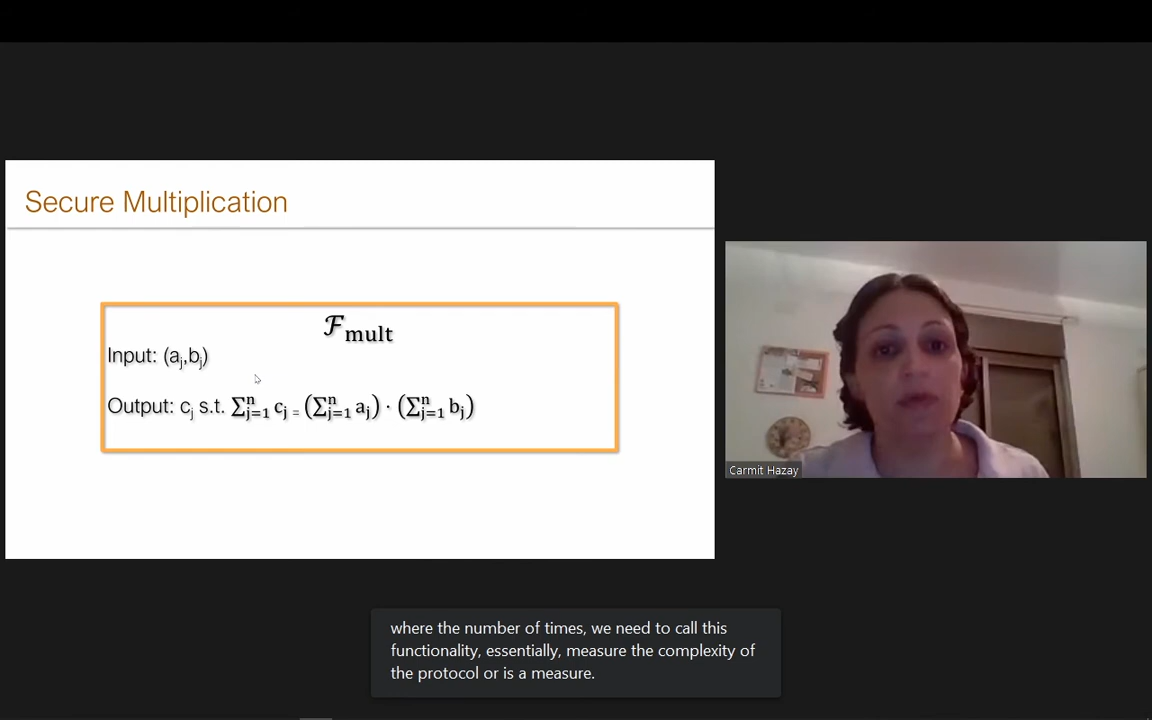 Secure Multiplication
ℱmult
Input: (aj,bj)
Output: cj s.t. ∑ⁿj=1 cj = (∑ⁿj=1 aj) · (∑ⁿj=1 bj)
Carmit Hazay
where the number of times, we need to call this
functionality, essentially, measure the complexity of
the protocol or is a measure.